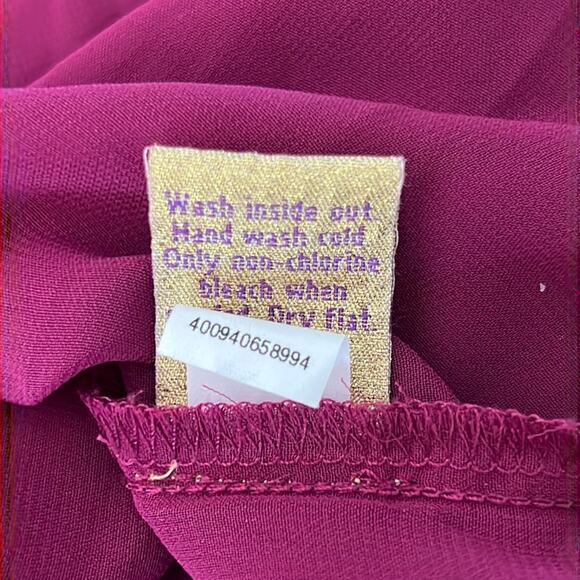 Wash inside out.
Hand wash cold.
Only non-chlorine
bleach when
Dry flat.
400940658994